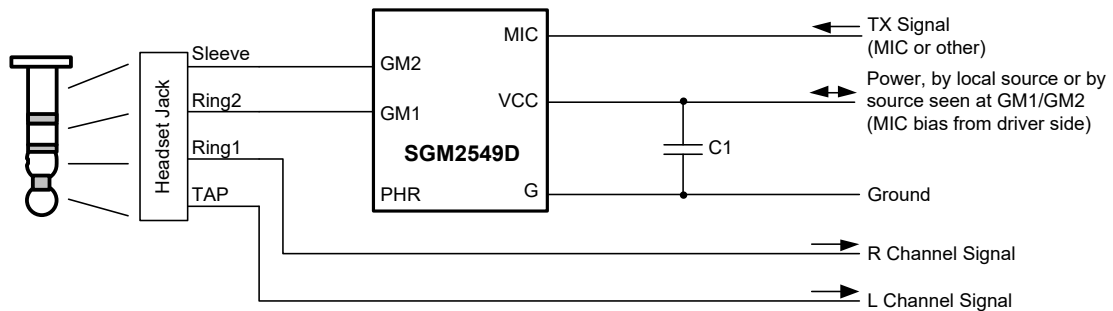 Headset Jack
Sleeve
Ring2
Ring1
TAP
GM2
GM1
PHR
MIC
VCC
G
SGM2549D
C1
TX Signal
(MIC or other)
Power, by local source or by
source seen at GM1/GM2
(MIC bias from driver side)
Ground
R Channel Signal
L Channel Signal